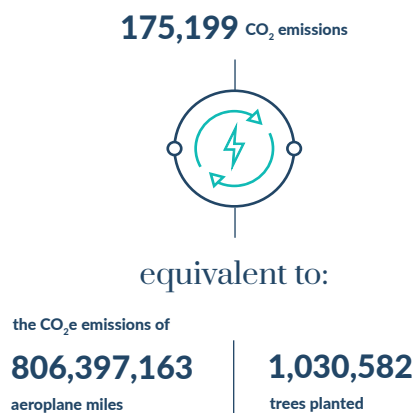 175,199 CO₂ emissions
equivalent to:
the CO₂e emissions of
806,397,163
aeroplane miles
1,030,582
trees planted